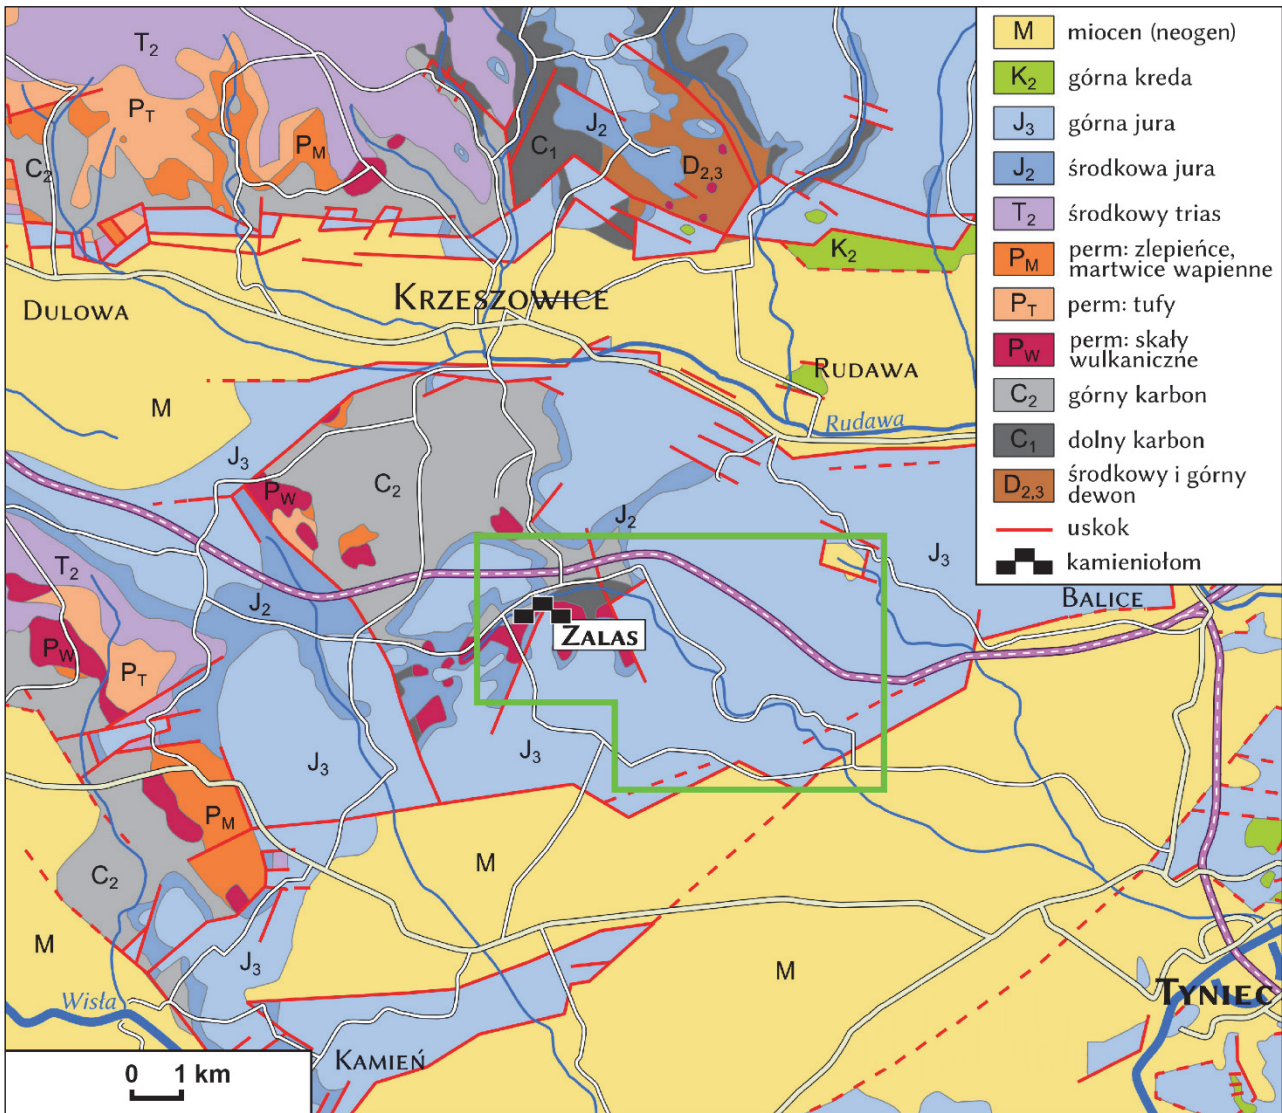 T2
PT
PM
C2
C1
J2
D2,3
K2
DULOWA
KRZESZOWICE
RUDAWA
Rudawa
M
J3
PW
C2
J2
J3
T2
J2
BALICE
ZALAS
PW
PT
J3
J3
PM
M
C2
M
J3
M
Wisła
TYNIEC
KAMIEŃ
0 1 km
M miocen (neogen)
K2 górna kreda
J3 górna jura
J2 środkowa jura
T2 środkowy trias
PM perm: zlepieńce,
martwice wapienne
PT perm: tufy
PW perm: skały
wulkaniczne
C2 górny karbon
C1 dolny karbon
D2,3 środkowy i górny
dewon
uskok
kamieniołom